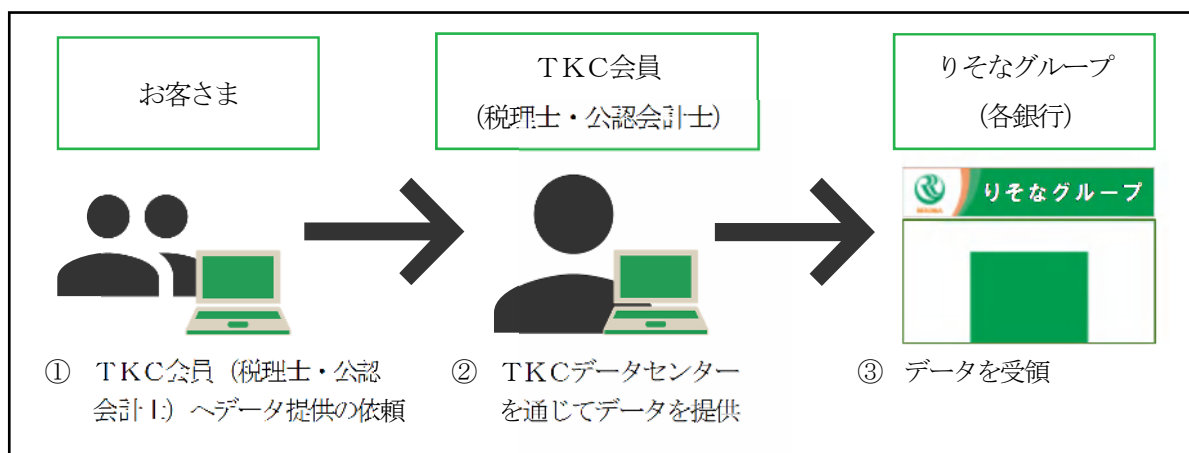 お客さま
TKC会員
(税理士・公認会計士)
りそなグループ
(各銀行)
りそなグループ
① TKC会員(税理士・公認
会計士)へデータ提供の依頼
② TKCデータセンター
を通じてデータを提供
③ データを受領